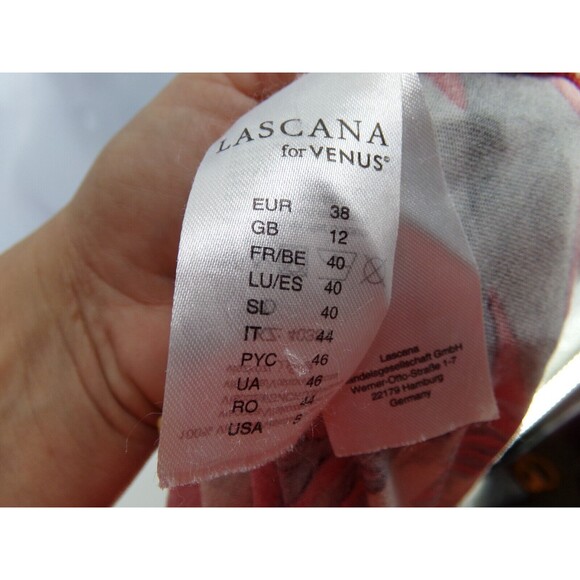 LASCANA
for VENUS®
EUR 38
GB 12
FR/BE 40
LU/ES 40
SLO 40
IT 44
PYC 46
UA 46
RO 44
USA
Lascana
Handelsgesellschaft GmbH
Werner-Otto-Straße 1-7
22179 Hamburg
Germany